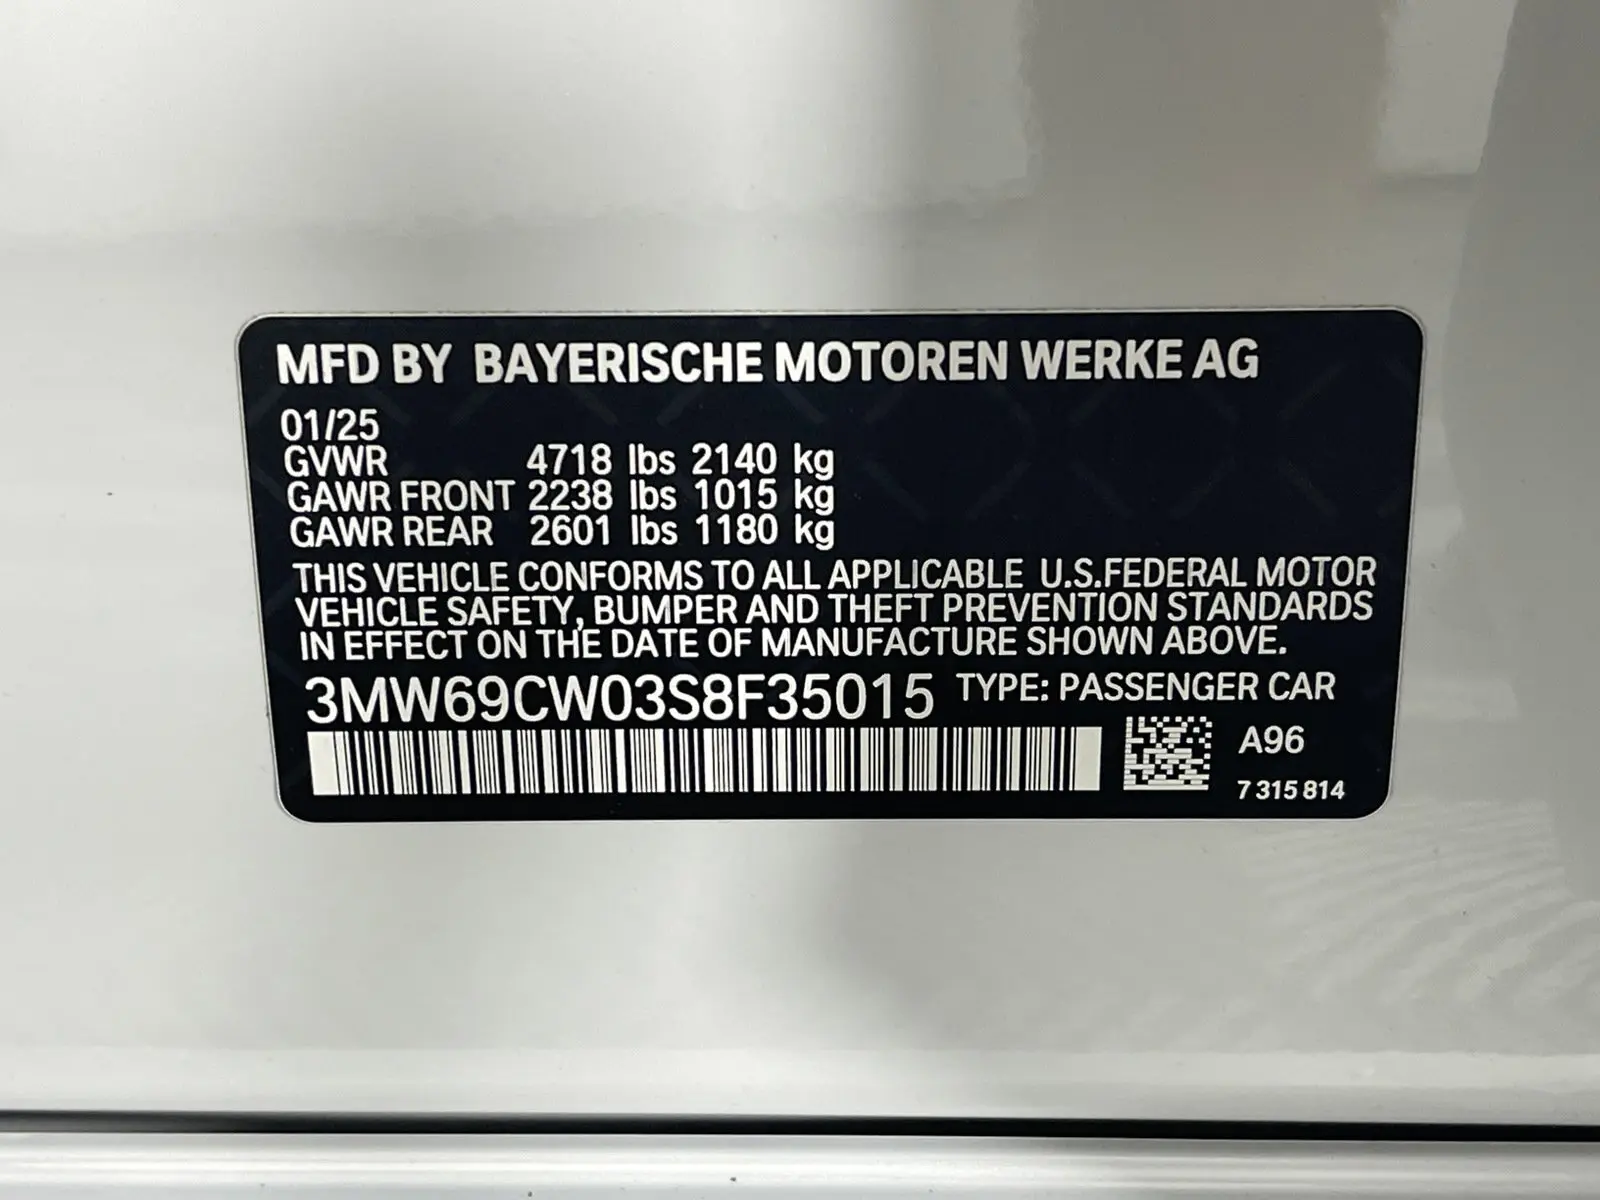 MFD BY BAYERISCHE MOTOREN WERKE AG
01/25
GVWR 4718 lbs 2140 kg
GAWR FRONT 2238 lbs 1015 kg
GAWR REAR 2601 lbs 1180 kg
THIS VEHICLE CONFORMS TO ALL APPLICABLE U.S.FEDERAL MOTOR
VEHICLE SAFETY, BUMPER AND THEFT PREVENTION STANDARDS
IN EFFECT ON THE DATE OF MANUFACTURE SHOWN ABOVE.
3MW69CW03S8F35015 TYPE: PASSENGER CAR
A96
7 315 814